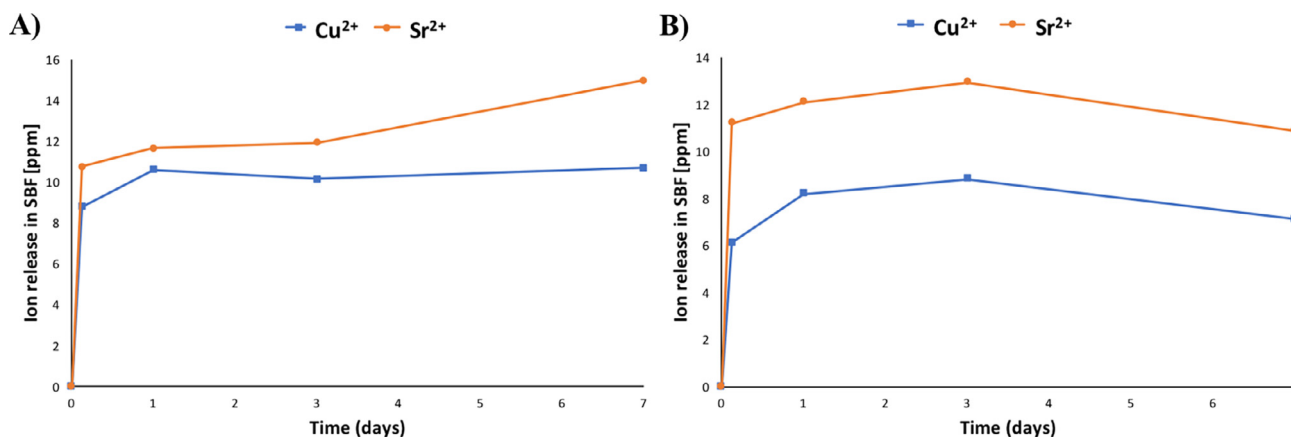 A)
Cu2+ Sr2+
Ion release in SBF [ppm]
16
14
12
10
8
6
4
2
0
0 1 2 3 4 5 6 7
Time (days)
B)
Cu2+ Sr2+
Ion release in SBF [ppm]
14
12
10
8
6
4
2
0
0 1 2 3 4 5 6
Time (days)